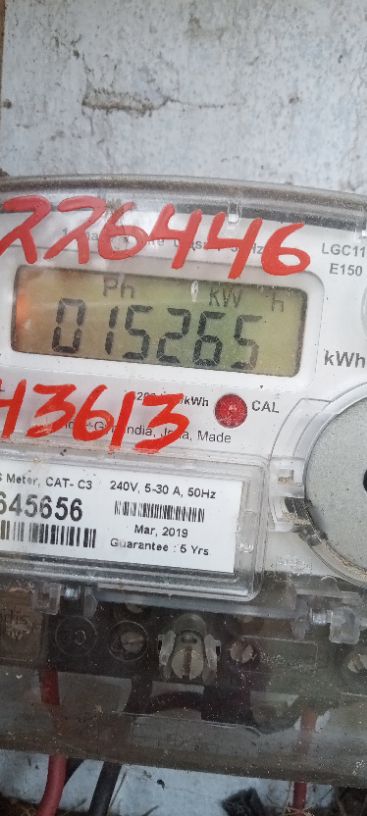 226446
LGC11
E150
Ph kW h
015265
kWh
kWh
CAL
H3613
India, Made
S Meter, CAT- C3 240V, 5-30 A, 50Hz
645656
Mar, 2019
Guarantee : 5 Yrs.